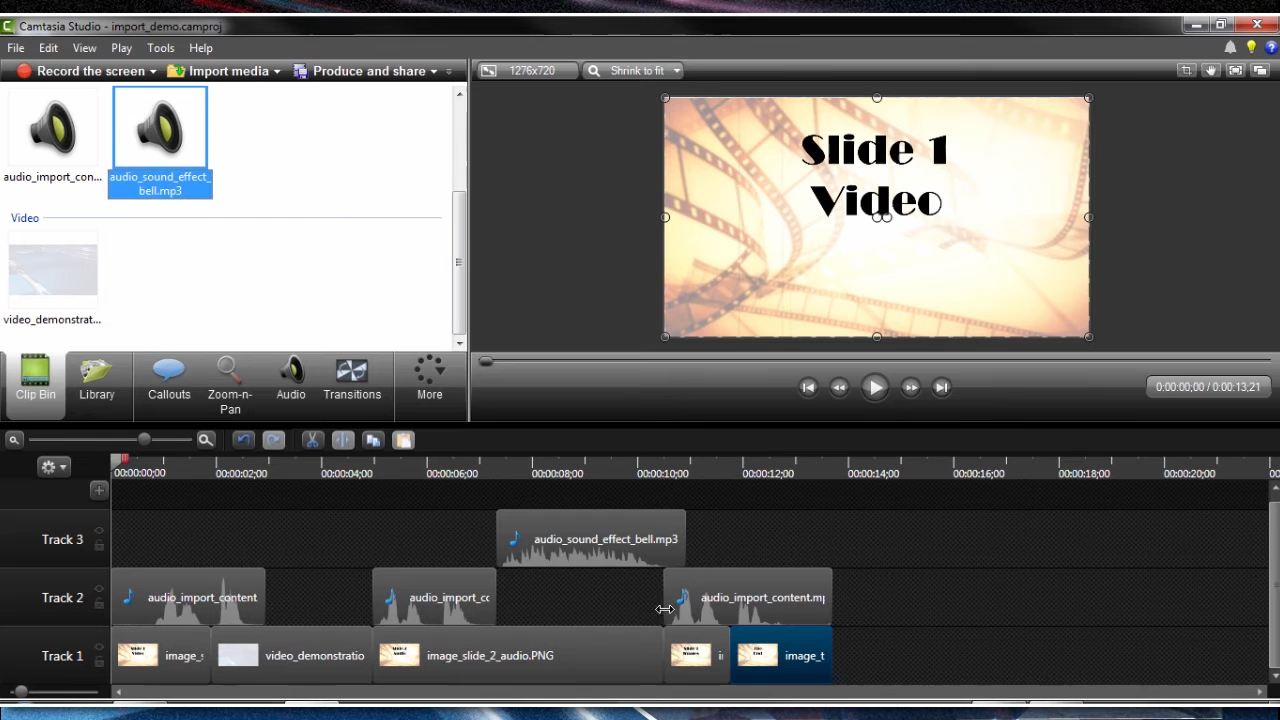 Camtasia Studio - import_demo.camproj
File Edit View Play Tools Help
Record the screen Import media Produce and share
1276x720 Shrink to fit
audio_import_con... audio_sound_effect_
bell.mp3
Video
video_demonstrat...
Slide 1
Video
Clip Bin Library Callouts Zoom-n-
Pan Audio Transitions More
0:00:00;00 / 0:00:13,21
00:00:00;00 00:00:02;00 00:00:04;00 00:00:06;00 00:00:08;00 00:00:10;00 00:00:12;00 00:00:14;00 00:00:16;00 00:00:18;00 00:00:20;00 00
Track 3 audio_sound_effect_bell.mp3
Track 2 audio_import_content audio_import_cc audio_import_content.mp
Track 1 image_s video_demonstratio image_slide_2_audio.PNG image_t